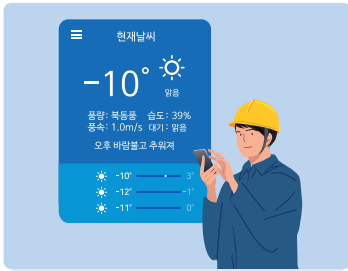 현재날씨
-10°
맑음
풍량: 북동풍 습도: 39%
풍속: 1.0m/s 대기: 맑음
오후 바람불고 추워져
-10° 3°
-12° -1°
-11° 0°